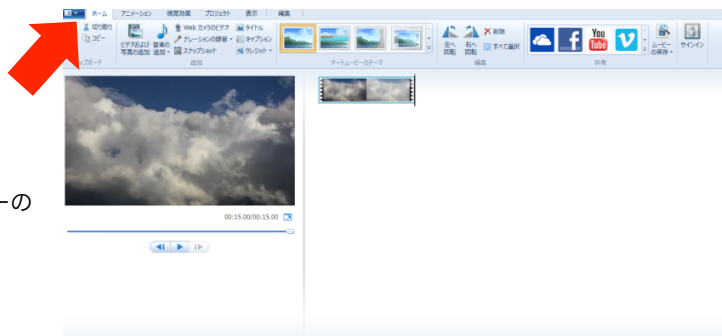 ホーム アニメーション 視覚効果 プロジェクト 表示 編集
切り取り
コピー
ビデオおよび 写真の追加
音楽の 追加
Web カメラのビデオ
ナレーションの録音
スナップショット
タイトル
キャプション
クレジット
追加
オートムービーのテーマ
左へ 回転
右へ 回転
削除
すべて選択
編集
f
You Tube
共有
ムービー の保存
サインイン
ーの
00:15.00/00:15.00